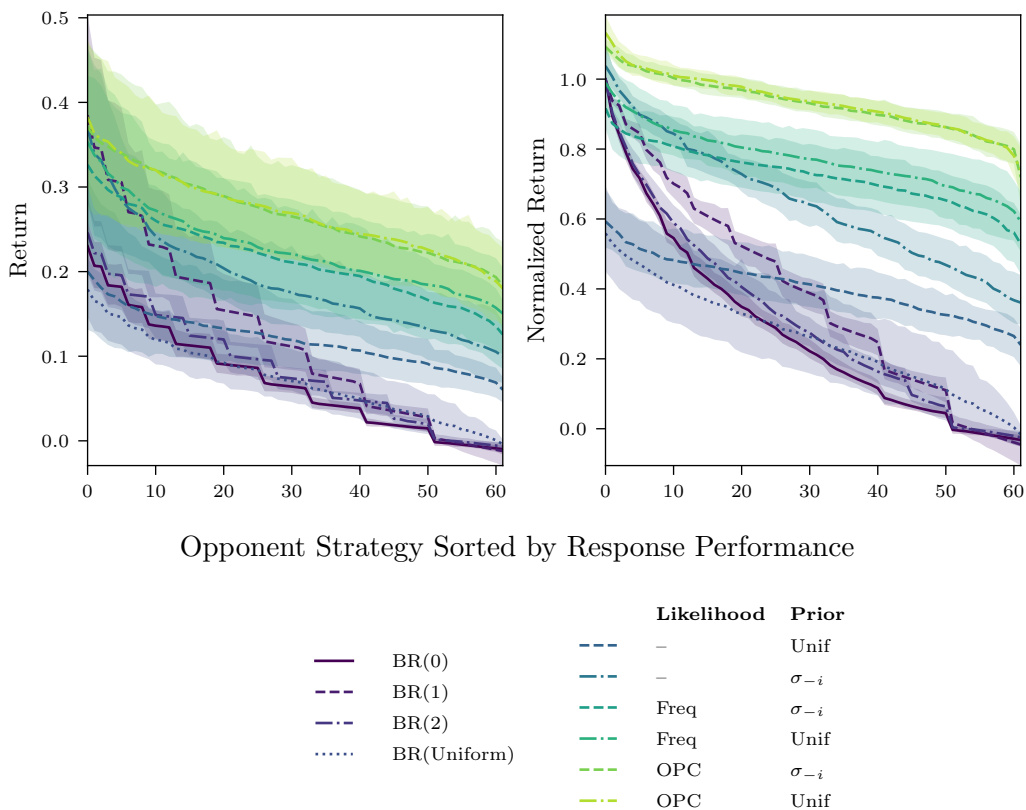 Return
0.5
0.4
0.3
0.2
0.1
0.0
0 10 20 30 40 50 60
Normalized Return
1.0
0.8
0.6
0.4
0.2
0.0
0 10 20 30 40 50 60
Opponent Strategy Sorted by Response Performance
BR(0)
BR(1)
BR(2)
BR(Uniform)
Likelihood Prior
– Unif
– σ₋ᵢ
Freq σ₋ᵢ
Freq Unif
OPC σ₋ᵢ
OPC Unif